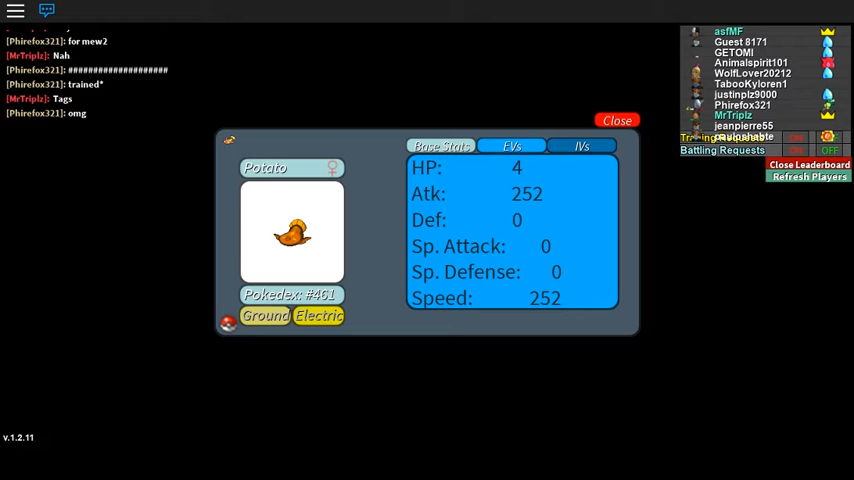 [Phirefox321]: for mew2
[MrTriplz]: Nah
[Phirefox321]: ####################
[Phirefox321]: trained*
[MrTriplz]: Tags
[Phirefox321]: omg
asfMF
Guest 8171
GETOMI
Animalspirit101
WolfLover20212
TabooKyloren1
justinplz9000
Phirefox321
MrTriplz
jeanpierre55
Battling Requests
OFF
Close Leaderboard
Refresh Players
Close
Base Stats
EVs
IVs
Potato ♀
HP: 4
Atk: 252
Def: 0
Sp. Attack: 0
Sp. Defense: 0
Speed: 252
Pokedex: #461
Ground Electric
v.1.2.11